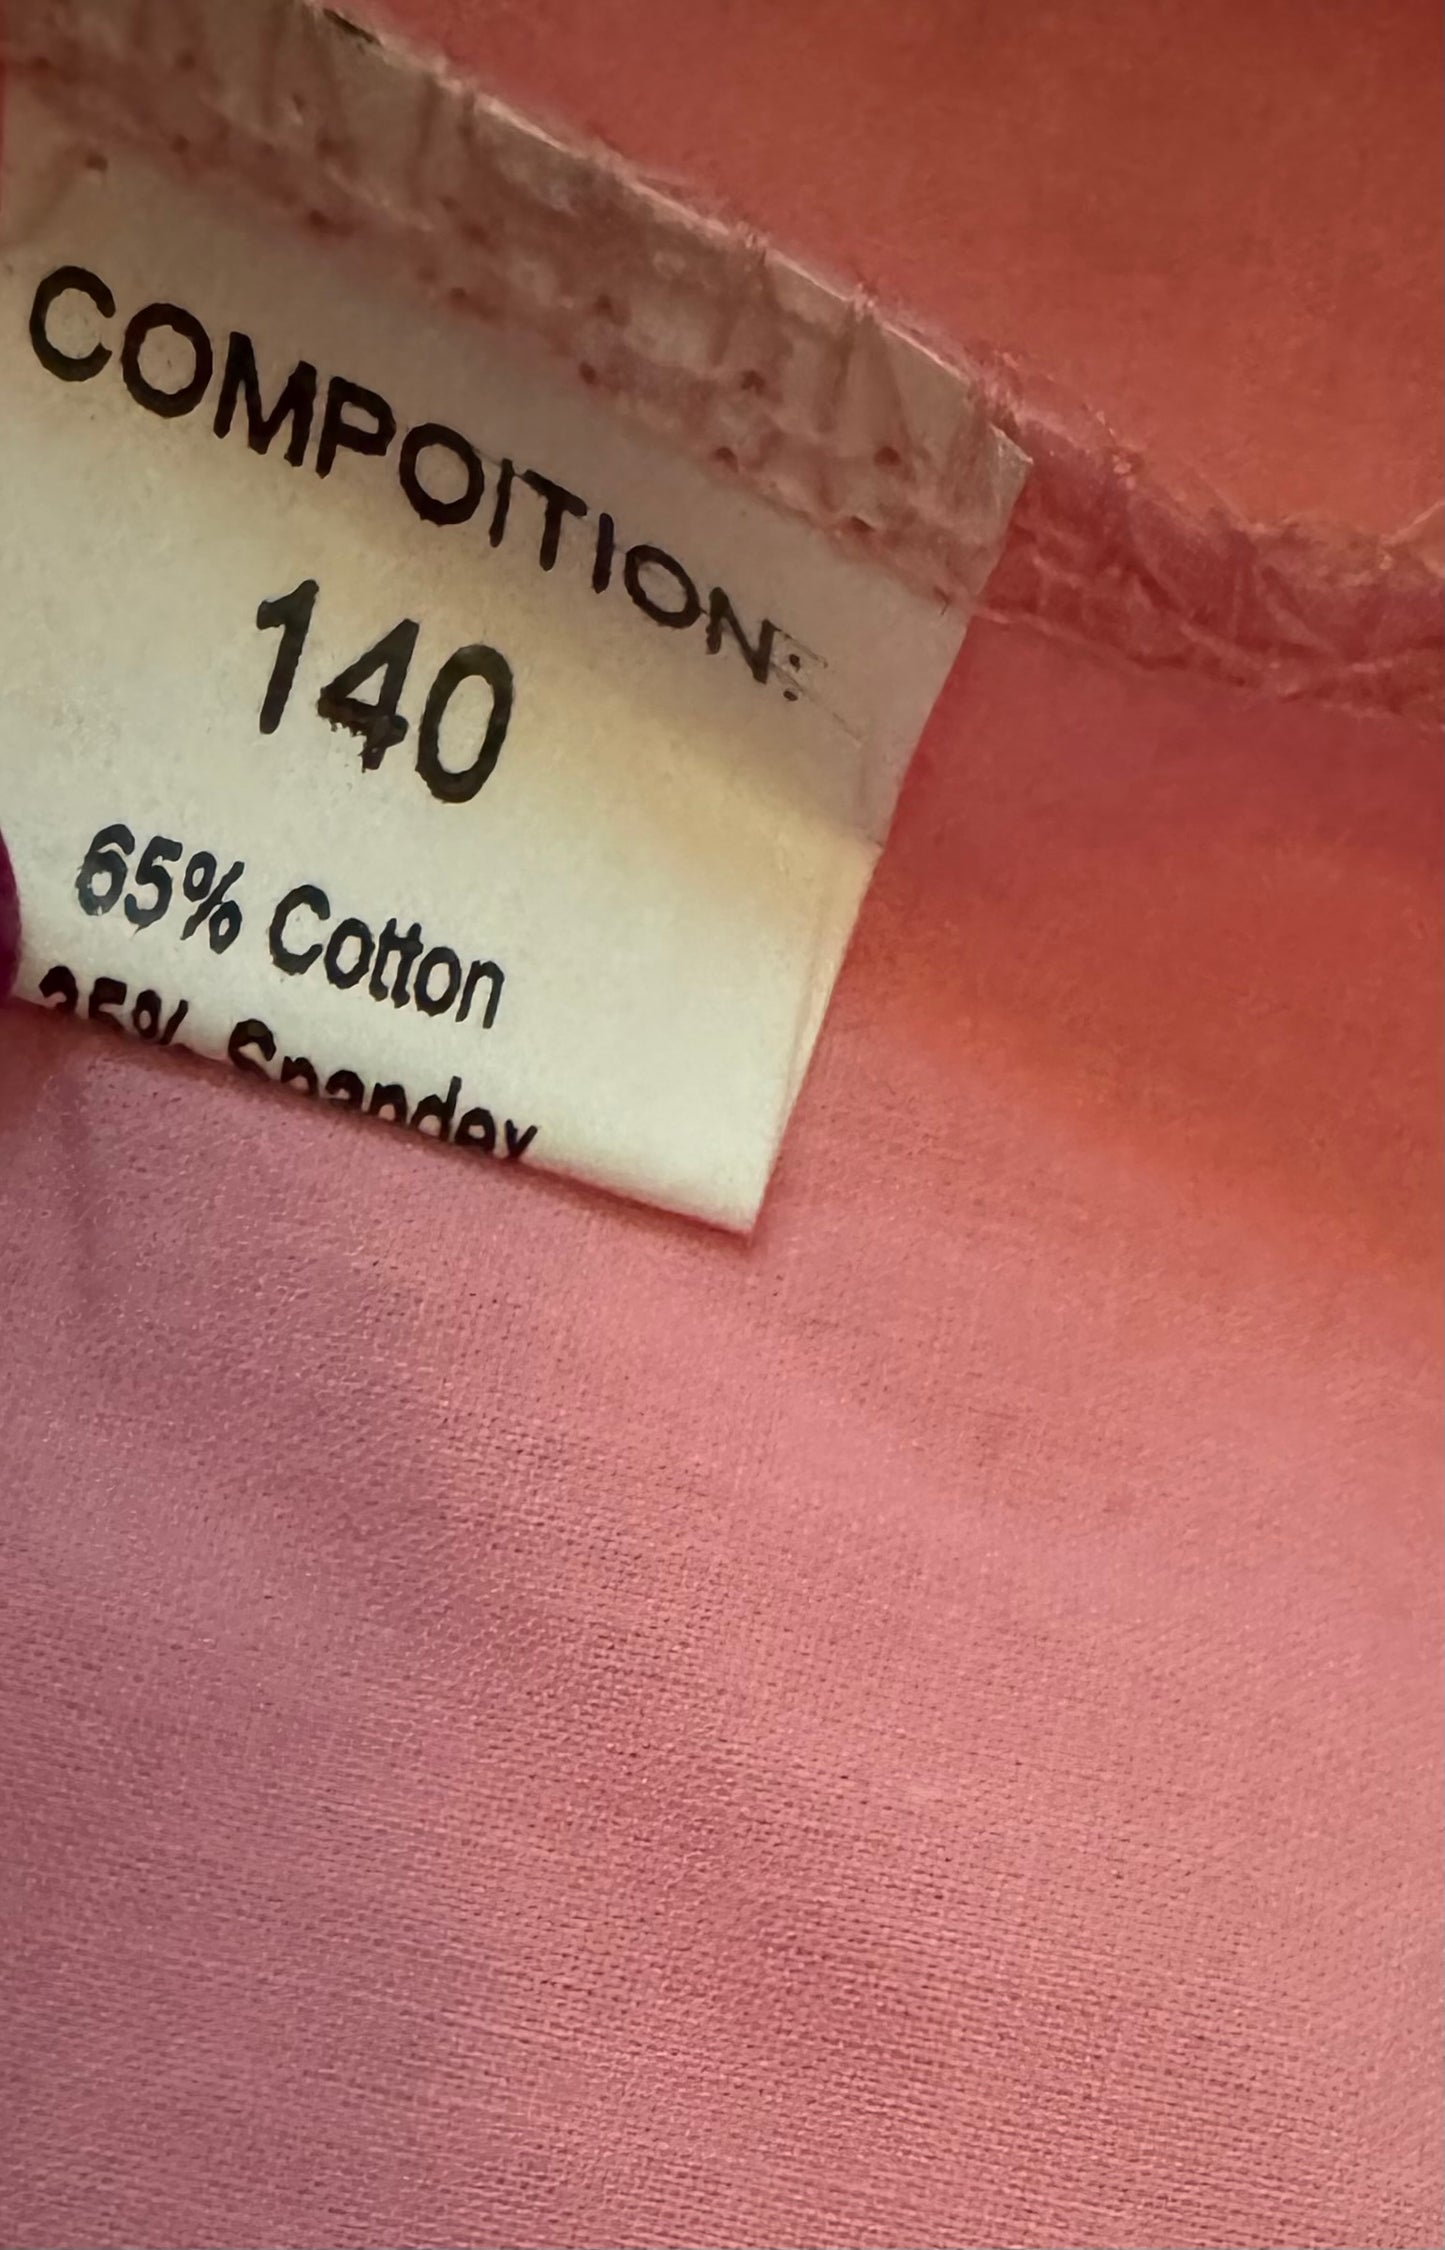 COMPOITION:
140
65% Cotton
35% Spandex